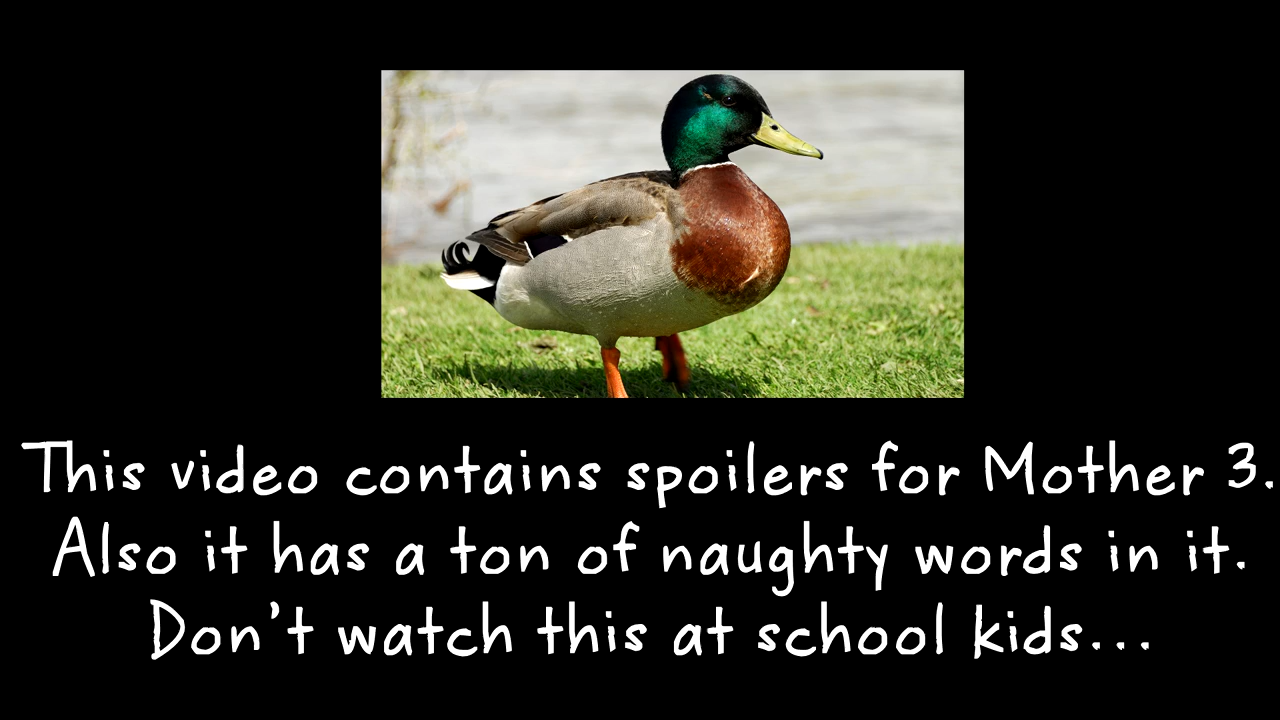 This video contains spoilers for Mother 3.
Also it has a ton of naughty words in it.
Don't watch this at school kids...